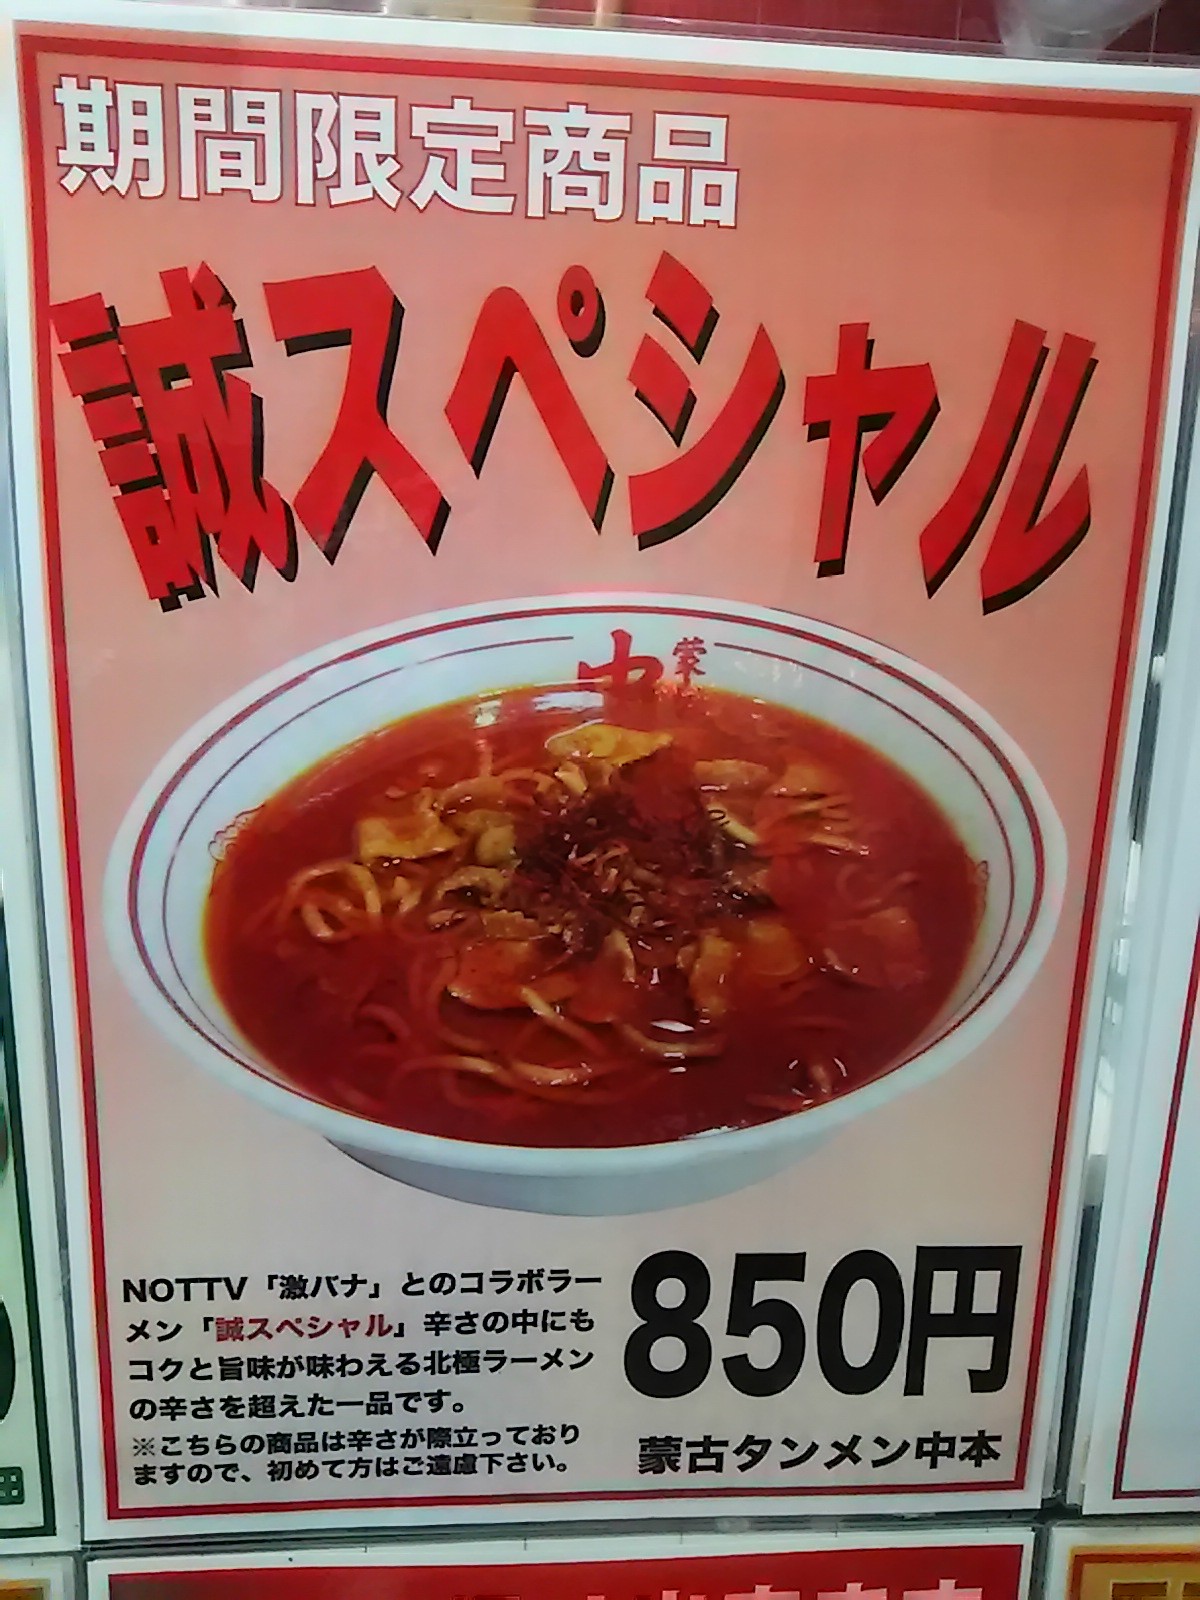 期間限定商品
誠スペシャル
中 蒙
NOTTV「激バナ」とのコラボラー
メン「誠スペシャル」辛さの中にも
コクと旨味が味わえる北極ラーメン
の辛さを超えた一品です。
※こちらの商品は辛さが際立っており
ますので、初めて方はご遠慮下さい。
850円
蒙古タンメン中本